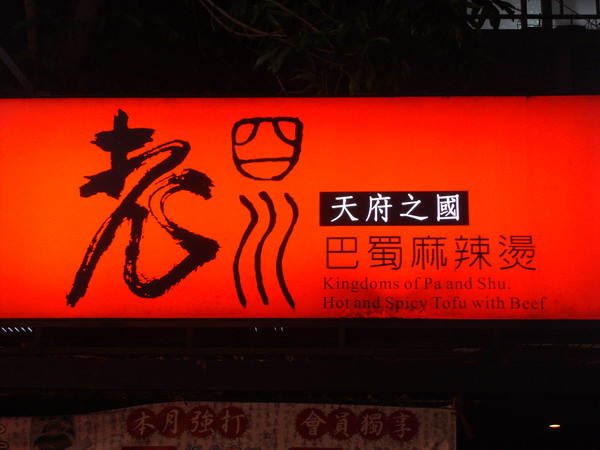 老四川
天府之國
巴蜀麻辣燙
Kingdoms of Pa and Shu.
Hot and Spicy Tofu with Beef
本月強打
會員獨享